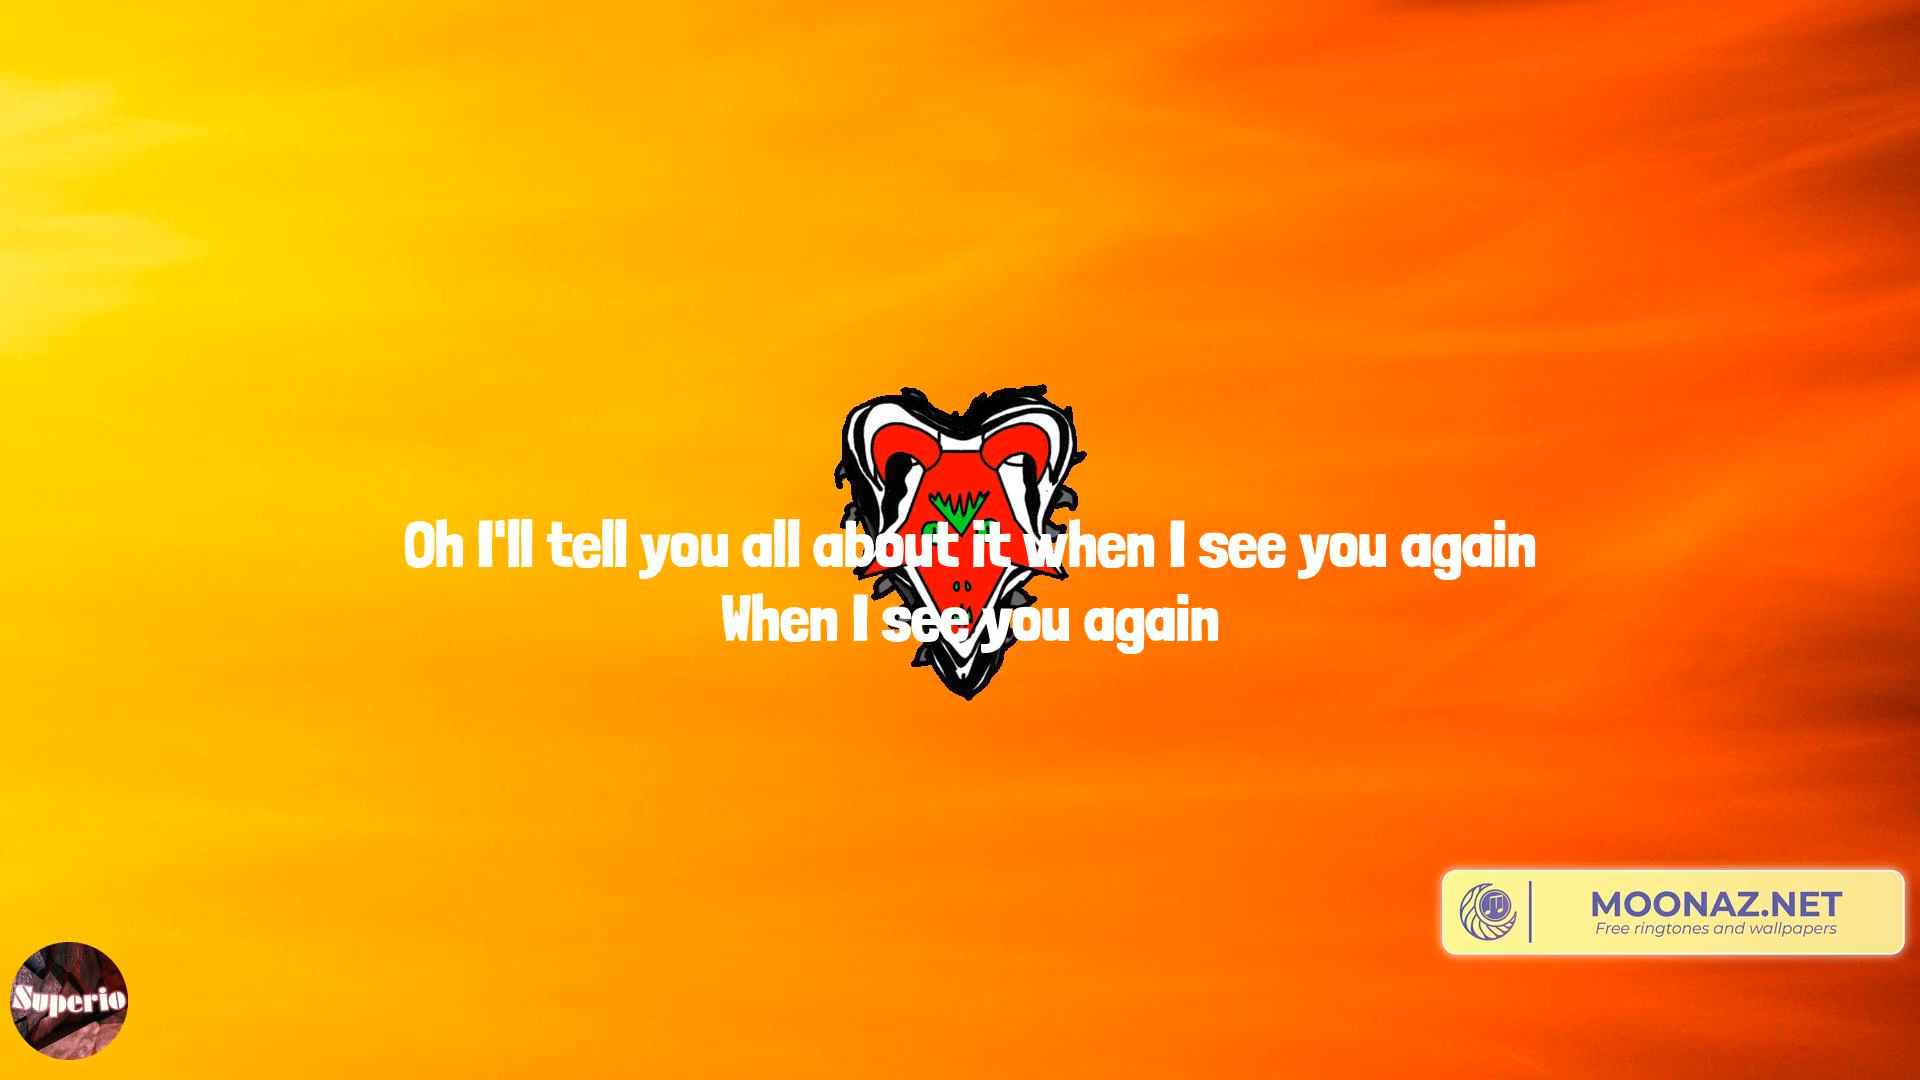 Oh I'll tell you all about it when I see you again
When I see you again
MOONAZ.NET
Free ringtones and wallpapers
Superio